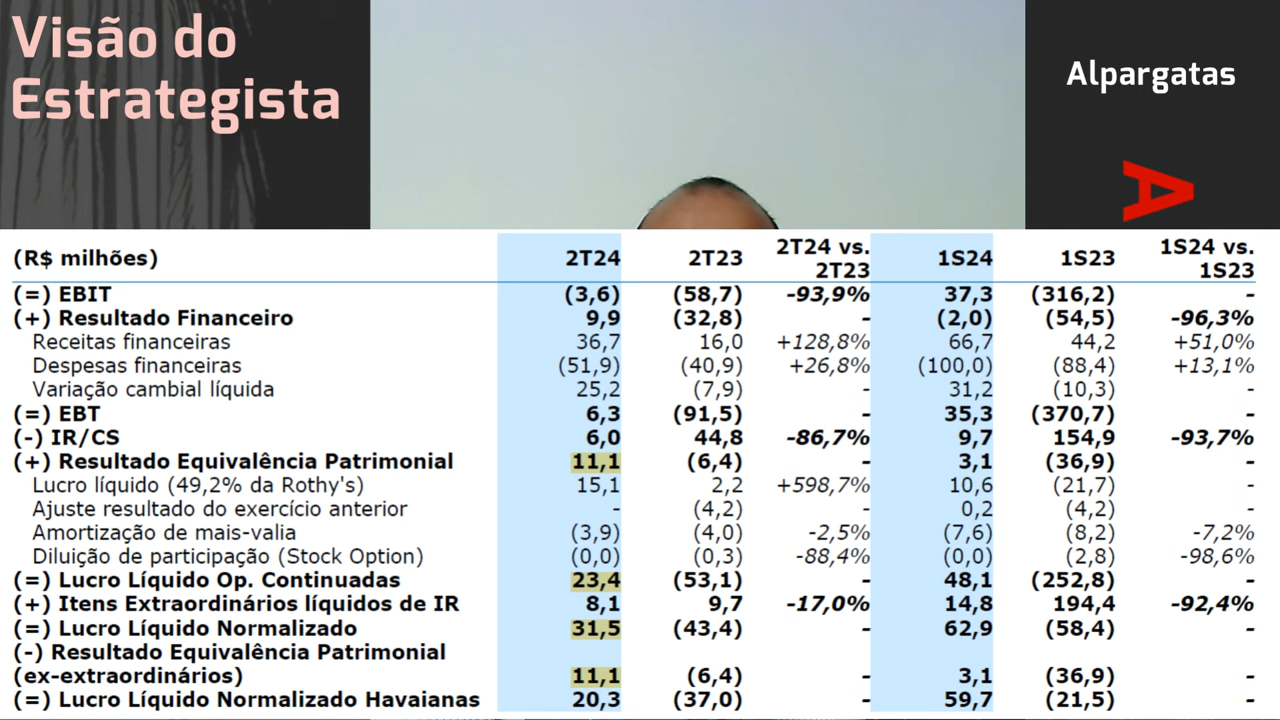 Visão do
Estrategista
Alpargatas
(R$ milhões) 2T24 2T23 2T24 vs. 2T23 1S24 1S23 1S24 vs. 1S23
(=) EBIT (3,6) (58,7) -93,9% 37,3 (316,2) -
(+) Resultado Financeiro 9,9 (32,8) - (2,0) (54,5) -96,3%
Receitas financeiras 36,7 16,0 +128,8% 66,7 44,2 +51,0%
Despesas financeiras (51,9) (40,9) +26,8% (100,0) (88,4) +13,1%
Variação cambial líquida 25,2 (7,9) - 31,2 (10,3) -
(=) EBT 6,3 (91,5) - 35,3 (370,7) -
(-) IR/CS 6,0 44,8 -86,7% 9,7 154,9 -93,7%
(+) Resultado Equivalência Patrimonial 11,1 (6,4) - 3,1 (36,9) -
Lucro líquido (49,2% da Rothy's) 15,1 2,2 +598,7% 10,6 (21,7) -
Ajuste resultado do exercício anterior - (4,2) - 0,2 (4,2) -
Amortização de mais-valia (3,9) (4,0) -2,5% (7,6) (8,2) -7,2%
Diluição de participação (Stock Option) (0,0) (0,3) -88,4% (0,0) (2,8) -98,6%
(=) Lucro Líquido Op. Continuadas 23,4 (53,1) - 48,1 (252,8) -
(+) Itens Extraordinários líquidos de IR 8,1 9,7 -17,0% 14,8 194,4 -92,4%
(=) Lucro Líquido Normalizado 31,5 (43,4) - 62,9 (58,4) -
(-) Resultado Equivalência Patrimonial
(ex-extraordinários) 11,1 (6,4) - 3,1 (36,9) -
(=) Lucro Líquido Normalizado Havaianas 20,3 (37,0) - 59,7 (21,5) -